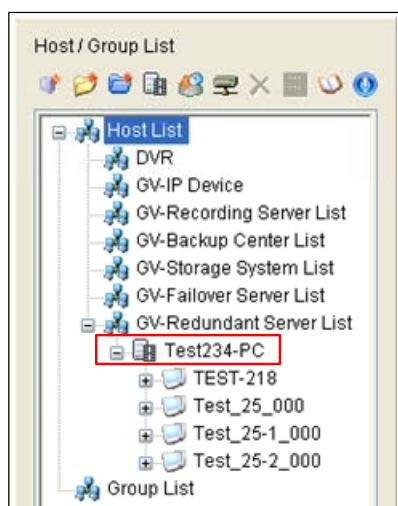 Host / Group List
Host List
DVR
GV-IP Device
GV-Recording Server List
GV-Backup Center List
GV-Storage System List
GV-Failover Server List
GV-Redundant Server List
Test234-PC
TEST-218
Test_25_000
Test_25-1_000
Test_25-2_000
Group List